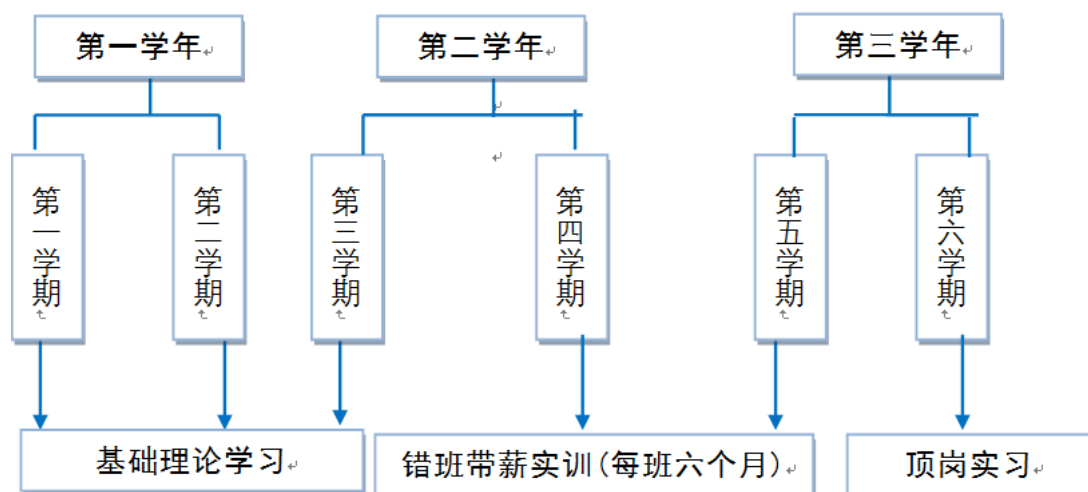 第一学年
第二学年
第三学年
第一学期
第二学期
第三学期
第四学期
第五学期
第六学期
基础理论学习
错班带薪实训(每班六个月)
顶岗实习